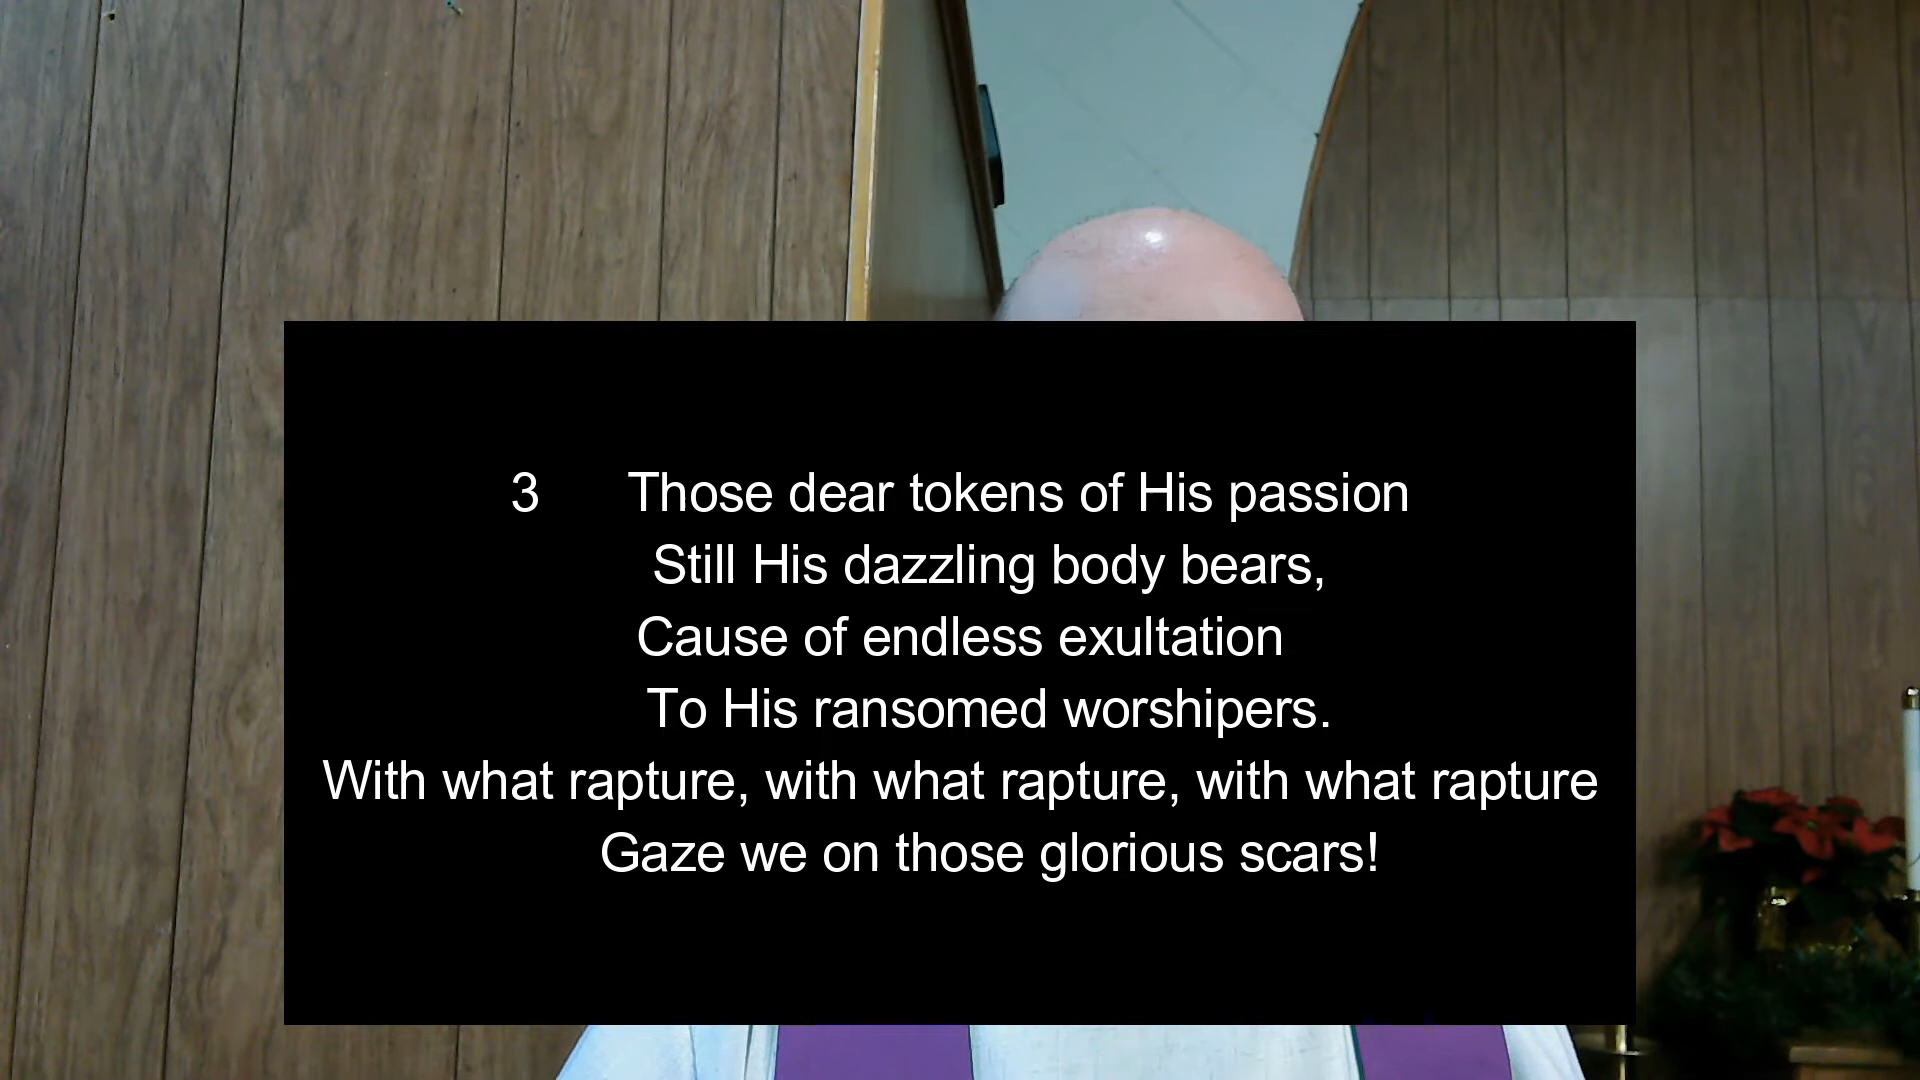 3 Those dear tokens of His passion
Still His dazzling body bears,
Cause of endless exultation
To His ransomed worshipers.
With what rapture, with what rapture, with what rapture
Gaze we on those glorious scars!